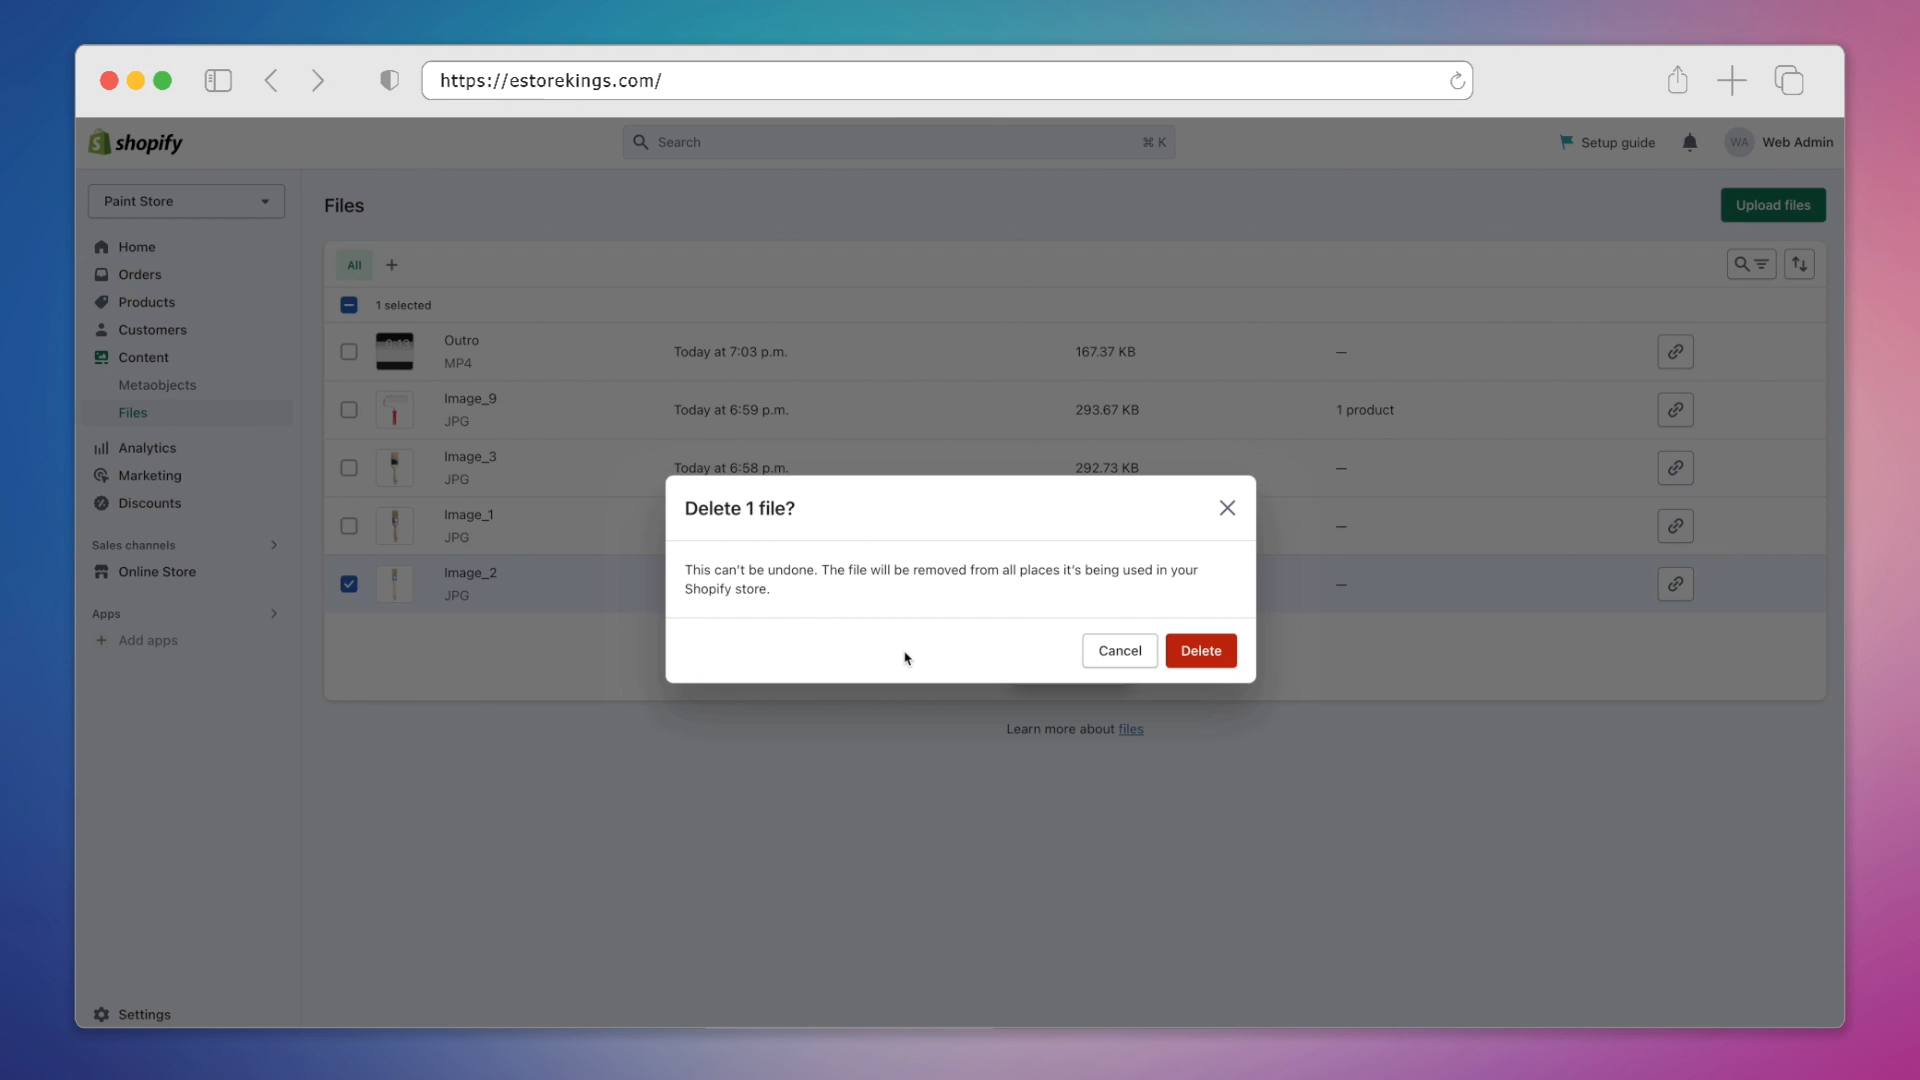 https://estorekings.com/
shopify
Search
⌘ K
Setup guide
WA
Web Admin
Paint Store
Files
Upload files
Home
Orders
Products
Customers
Content
Metaobjects
Files
Analytics
Marketing
Discounts
Sales channels
Online Store
Apps
Add apps
Settings
All
1 selected
Outro
MP4
Today at 7:03 p.m.
167.37 KB
—
Image_9
JPG
Today at 6:59 p.m.
293.67 KB
1 product
Image_3
JPG
Today at 6:58 p.m.
292.73 KB
—
Image_1
JPG
—
Image_2
JPG
—
Delete 1 file?
This can't be undone. The file will be removed from all places it's being used in your
Shopify store.
Cancel
Delete
Learn more about files